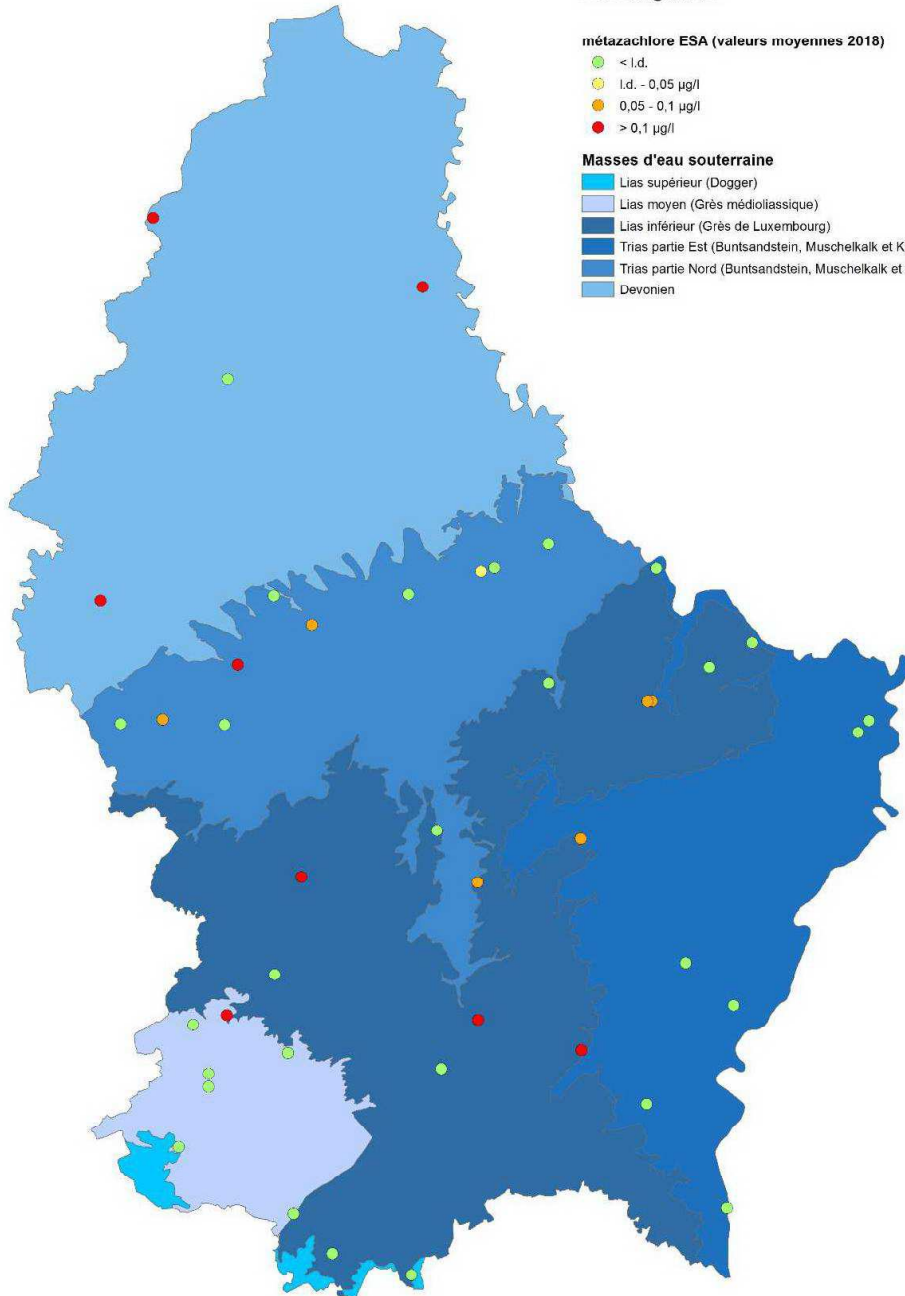 métazachlore ESA (valeurs moyennes 2018)
< l.d.
l.d. - 0,05 µg/l
0,05 - 0,1 µg/l
> 0,1 µg/l
Masses d'eau souterraine
Lias supérieur (Dogger)
Lias moyen (Grès médioliassique)
Lias inférieur (Grès de Luxembourg)
Trias partie Est (Buntsandstein, Muschelkalk et K
Trias partie Nord (Buntsandstein, Muschelkalk et
Devonien